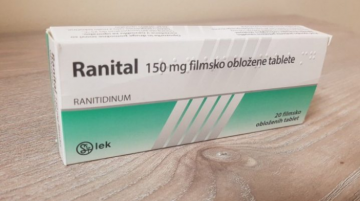 Ranital 150 mg filmsko obložene tablete
RANITIDINUM
20 filmsko
obloženih tablet
lek